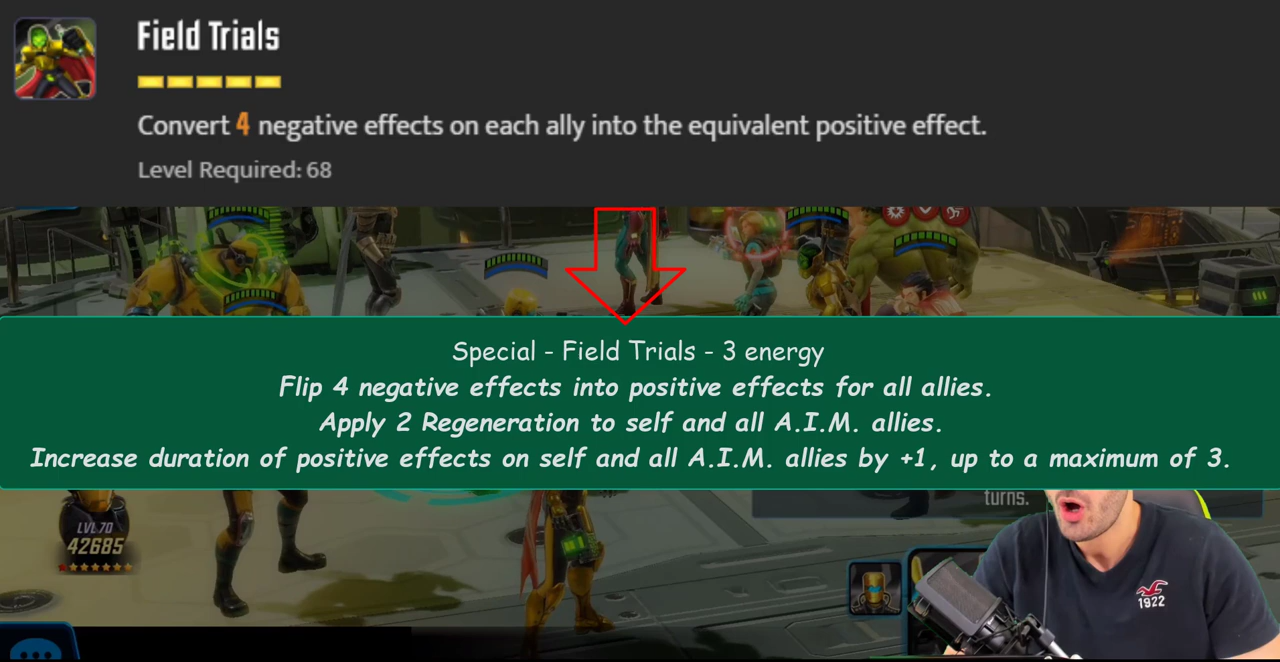 Field Trials
Convert 4 negative effects on each ally into the equivalent positive effect.
Level Required: 68
Special - Field Trials - 3 energy
Flip 4 negative effects into positive effects for all allies.
Apply 2 Regeneration to self and all A.I.M. allies.
Increase duration of positive effects on self and all A.I.M. allies by +1, up to a maximum of 3.
turns.
LVL 70
42685
1922